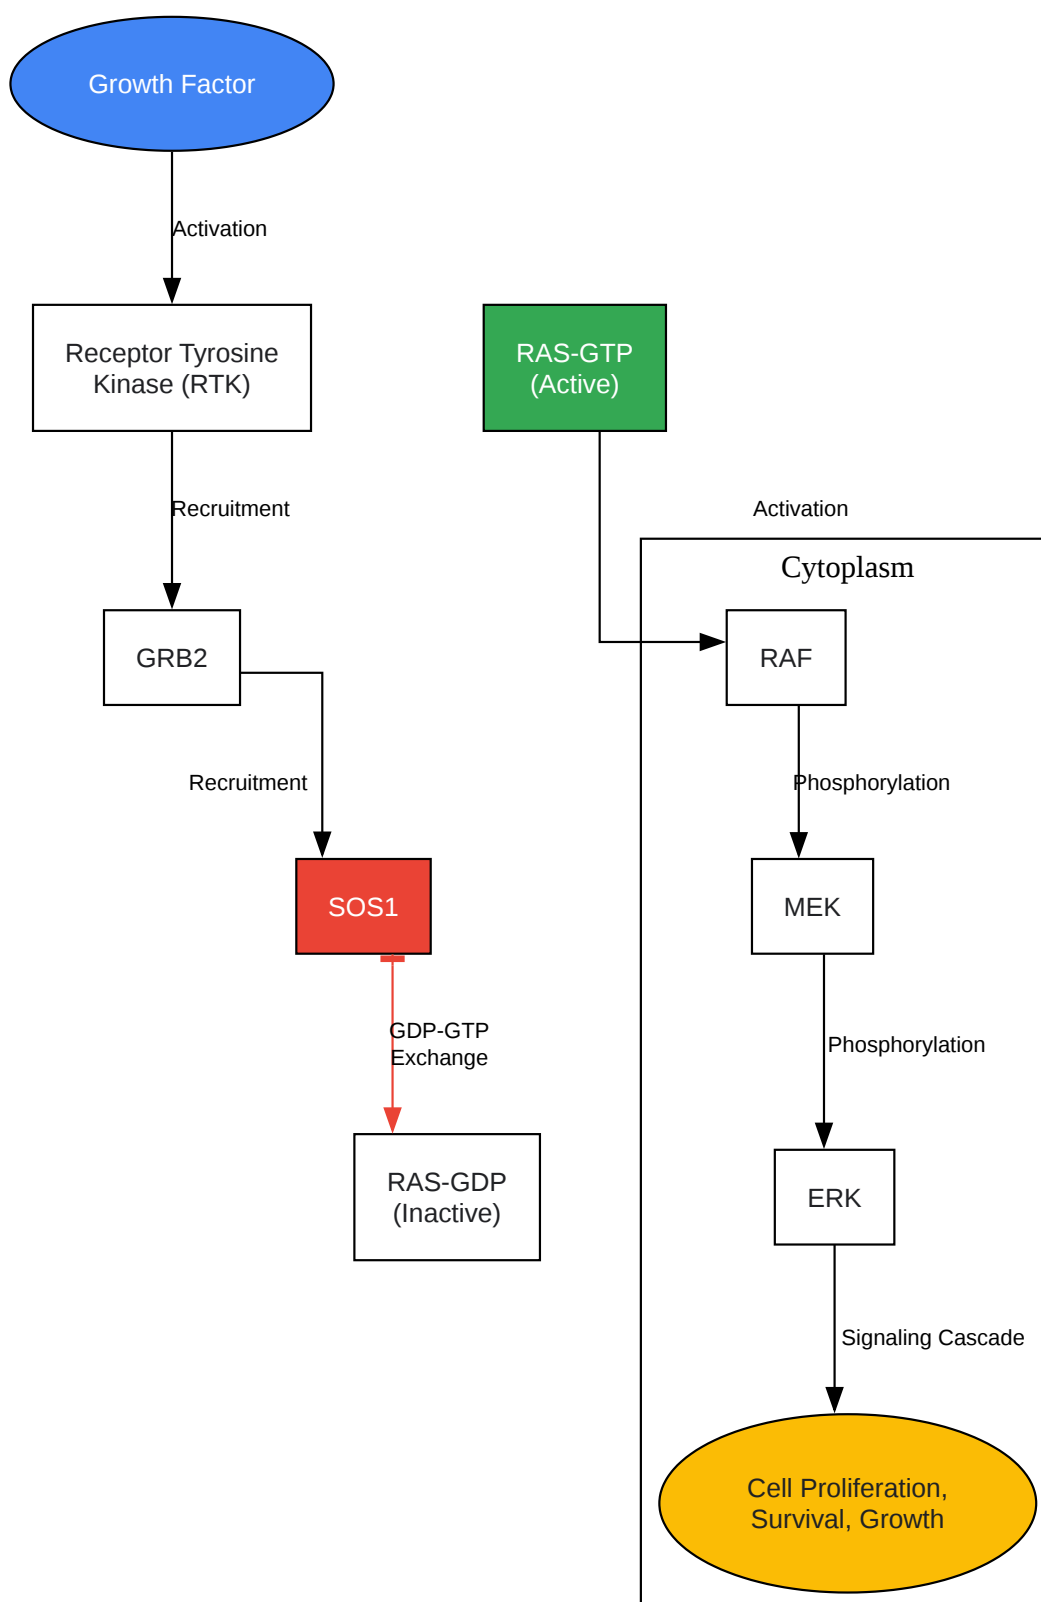 Growth Factor
Activation
Receptor Tyrosine
Kinase (RTK)
RAS-GTP
(Active)
Recruitment
Activation
Cytoplasm
GRB2
RAF
Recruitment
Phosphorylation
SOS1
MEK
GDP-GTP
Exchange
Phosphorylation
RAS-GDP
(Inactive)
ERK
Signaling Cascade
Cell Proliferation,
Survival, Growth